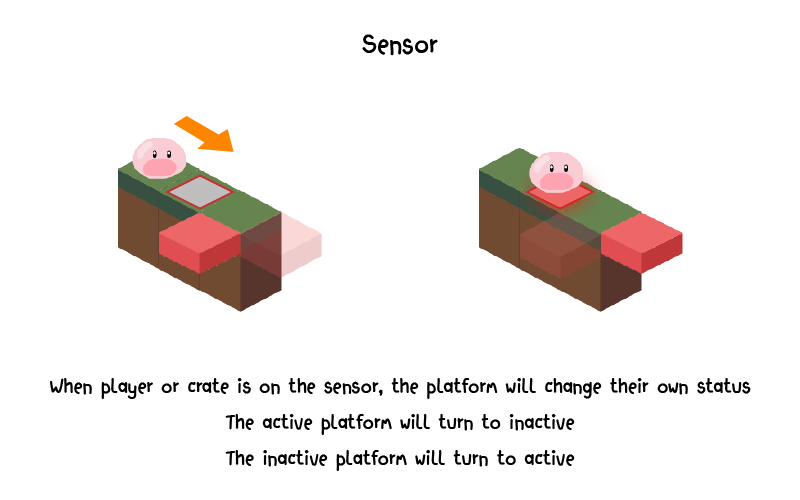 Sensor
When player or crate is on the sensor, the platform will change their own status
The active platform will turn to inactive
The inactive platform will turn to active